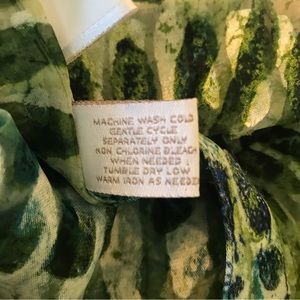 MACHINE WASH COLD
GENTLE CYCLE
SEPARATELY ONLY
NON CHLORINE BLEACH
WHEN NEEDED
TUMBLE DRY LOW
WARM IRON AS NEEDED